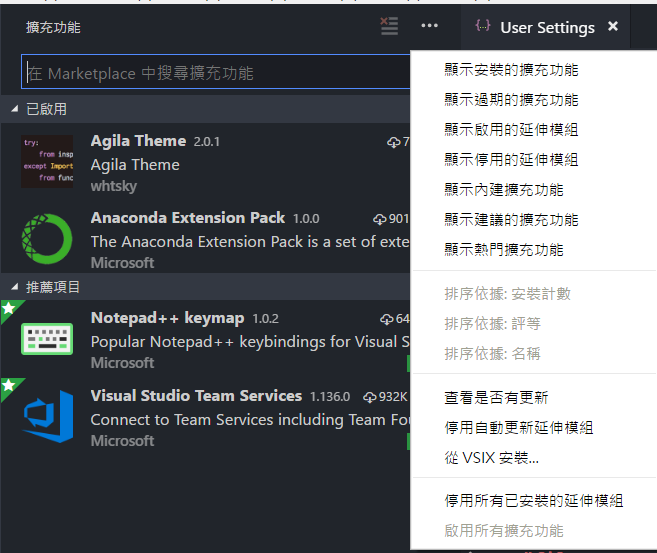 擴充功能
User Settings
在 Marketplace 中搜尋擴充功能
已啟用
try:
from insp
except Import
from func
Agila Theme 2.0.1 7
Agila Theme
whtsky
Anaconda Extension Pack 1.0.0 901
The Anaconda Extension Pack is a set of exte
Microsoft
推薦項目
Notepad++ keymap 1.0.2 64
Popular Notepad++ keybindings for Visual S
Microsoft
Visual Studio Team Services 1.136.0 932K
Connect to Team Services including Team Fou
Microsoft
顯示安裝的擴充功能
顯示過期的擴充功能
顯示啟用的延伸模組
顯示停用的延伸模組
顯示內建擴充功能
顯示建議的擴充功能
顯示熱門擴充功能
排序依據: 安裝計數
排序依據: 評等
排序依據: 名稱
查看是否有更新
停用自動更新延伸模組
從 VSIX 安裝...
停用所有已安裝的延伸模組
啟用所有擴充功能